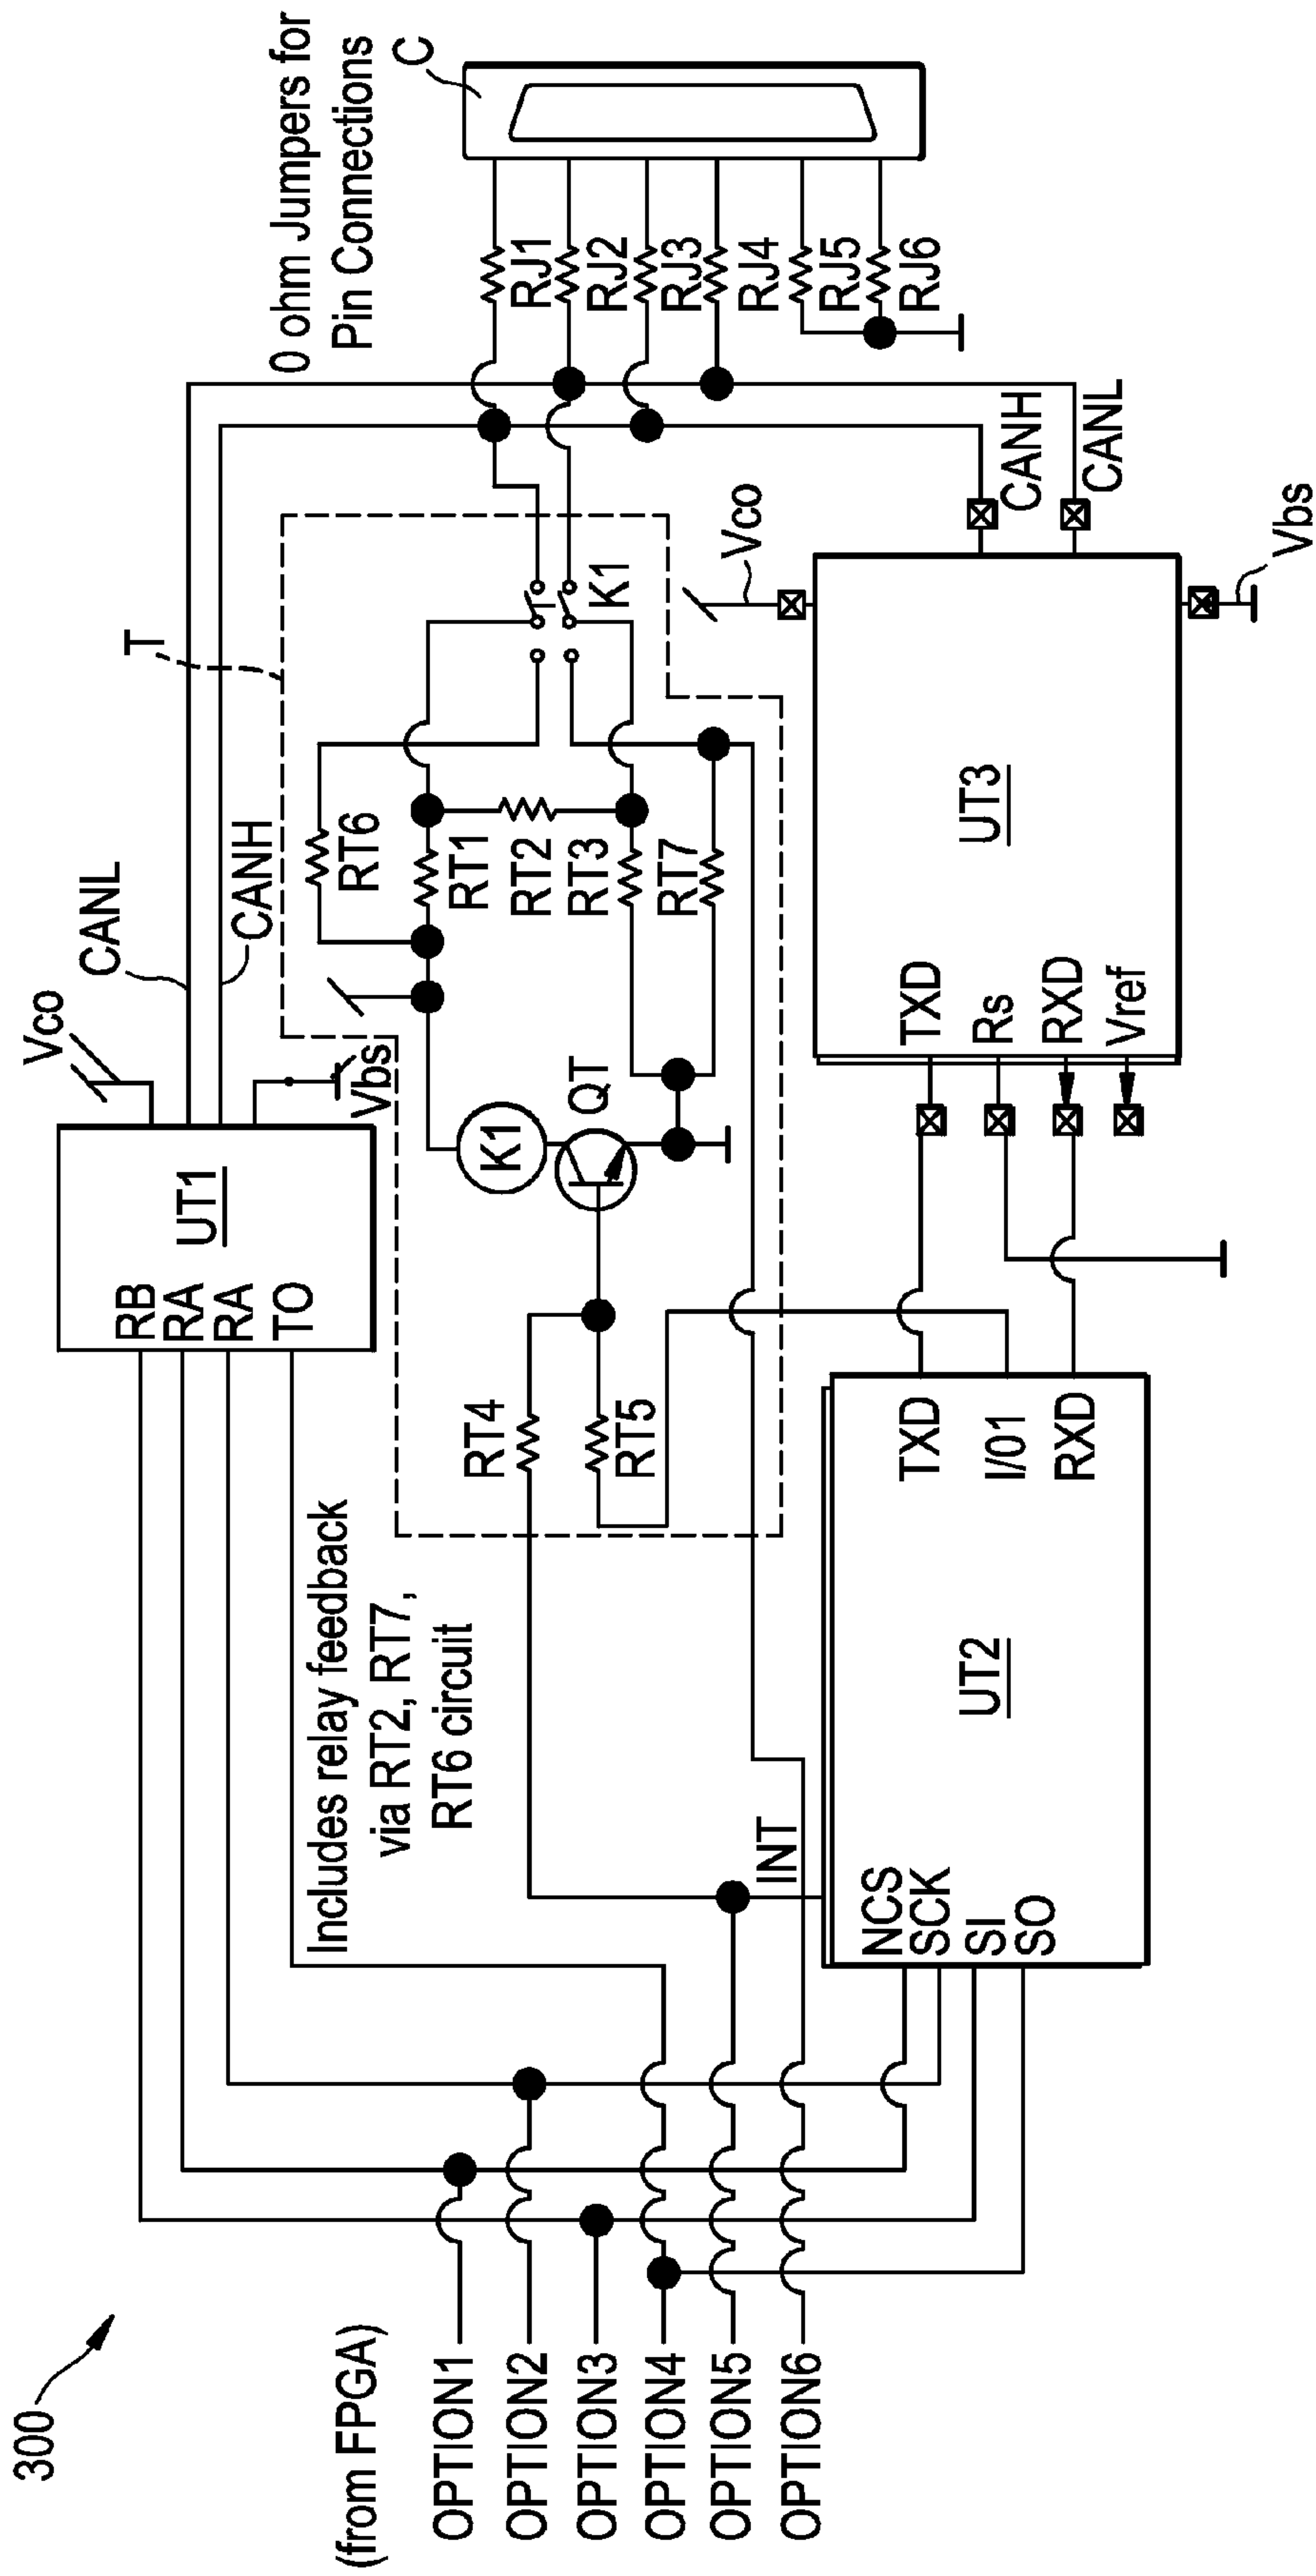 300
(from FPGA)
OPTION1
OPTION2
OPTION3
OPTION4
OPTION5
OPTION6
RB
RA
RA
TO
UT1
Vco
Vbs
CANL
CANH
T
0 ohm Jumpers for
Pin Connections
C
RJ1
RJ2
RJ3
RJ4
RJ5
RJ6
Includes relay feedback
via RT2, RT7,
RT6 circuit
RT4
RT5
K1
QT
RT6
RT1
RT2
RT3
RT7
K1
INT
NCS
SCK
SI
SO
UT2
TXD
I/01
RXD
TXD
Rs
RXD
Vref
UT3
Vco
CANH
CANL
Vbs